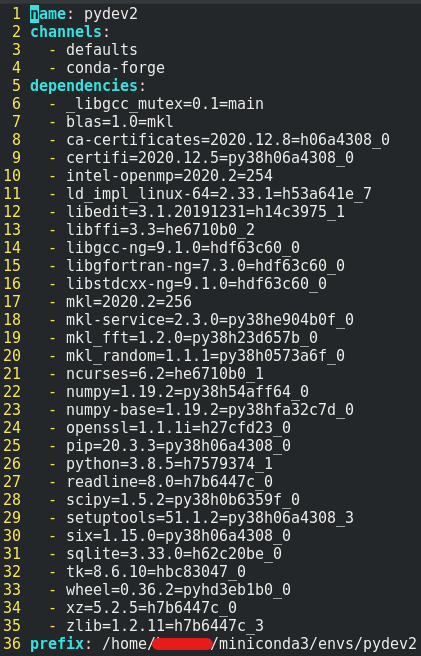 1 name: pydev2
2 channels:
3 - defaults
4 - conda-forge
5 dependencies:
6 - _libgcc_mutex=0.1=main
7 - blas=1.0=mkl
8 - ca-certificates=2020.12.8=h06a4308_0
9 - certifi=2020.12.5=py38h06a4308_0
10 - intel-openmp=2020.2=254
11 - ld_impl_linux-64=2.33.1=h53a641e_7
12 - libedit=3.1.20191231=h14c3975_1
13 - libffi=3.3=he6710b0_2
14 - libgcc-ng=9.1.0=hdf63c60_0
15 - libgfortran-ng=7.3.0=hdf63c60_0
16 - libstdcxx-ng=9.1.0=hdf63c60_0
17 - mkl=2020.2=256
18 - mkl-service=2.3.0=py38he904b0f_0
19 - mkl_fft=1.2.0=py38h23d657b_0
20 - mkl_random=1.1.1=py38h0573a6f_0
21 - ncurses=6.2=he6710b0_1
22 - numpy=1.19.2=py38h54aff64_0
23 - numpy-base=1.19.2=py38hfa32c7d_0
24 - openssl=1.1.1i=h27cfd23_0
25 - pip=20.3.3=py38h06a4308_0
26 - python=3.8.5=h7579374_1
27 - readline=8.0=h7b6447c_0
28 - scipy=1.5.2=py38h0b6359f_0
29 - setuptools=51.1.2=py38h06a4308_3
30 - six=1.15.0=py38h06a4308_0
31 - sqlite=3.33.0=h62c20be_0
32 - tk=8.6.10=hbc83047_0
33 - wheel=0.36.2=pyhd3eb1b0_0
34 - xz=5.2.5=h7b6447c_0
35 - zlib=1.2.11=h7b6447c_3
36 prefix: /home/ /miniconda3/envs/pydev2